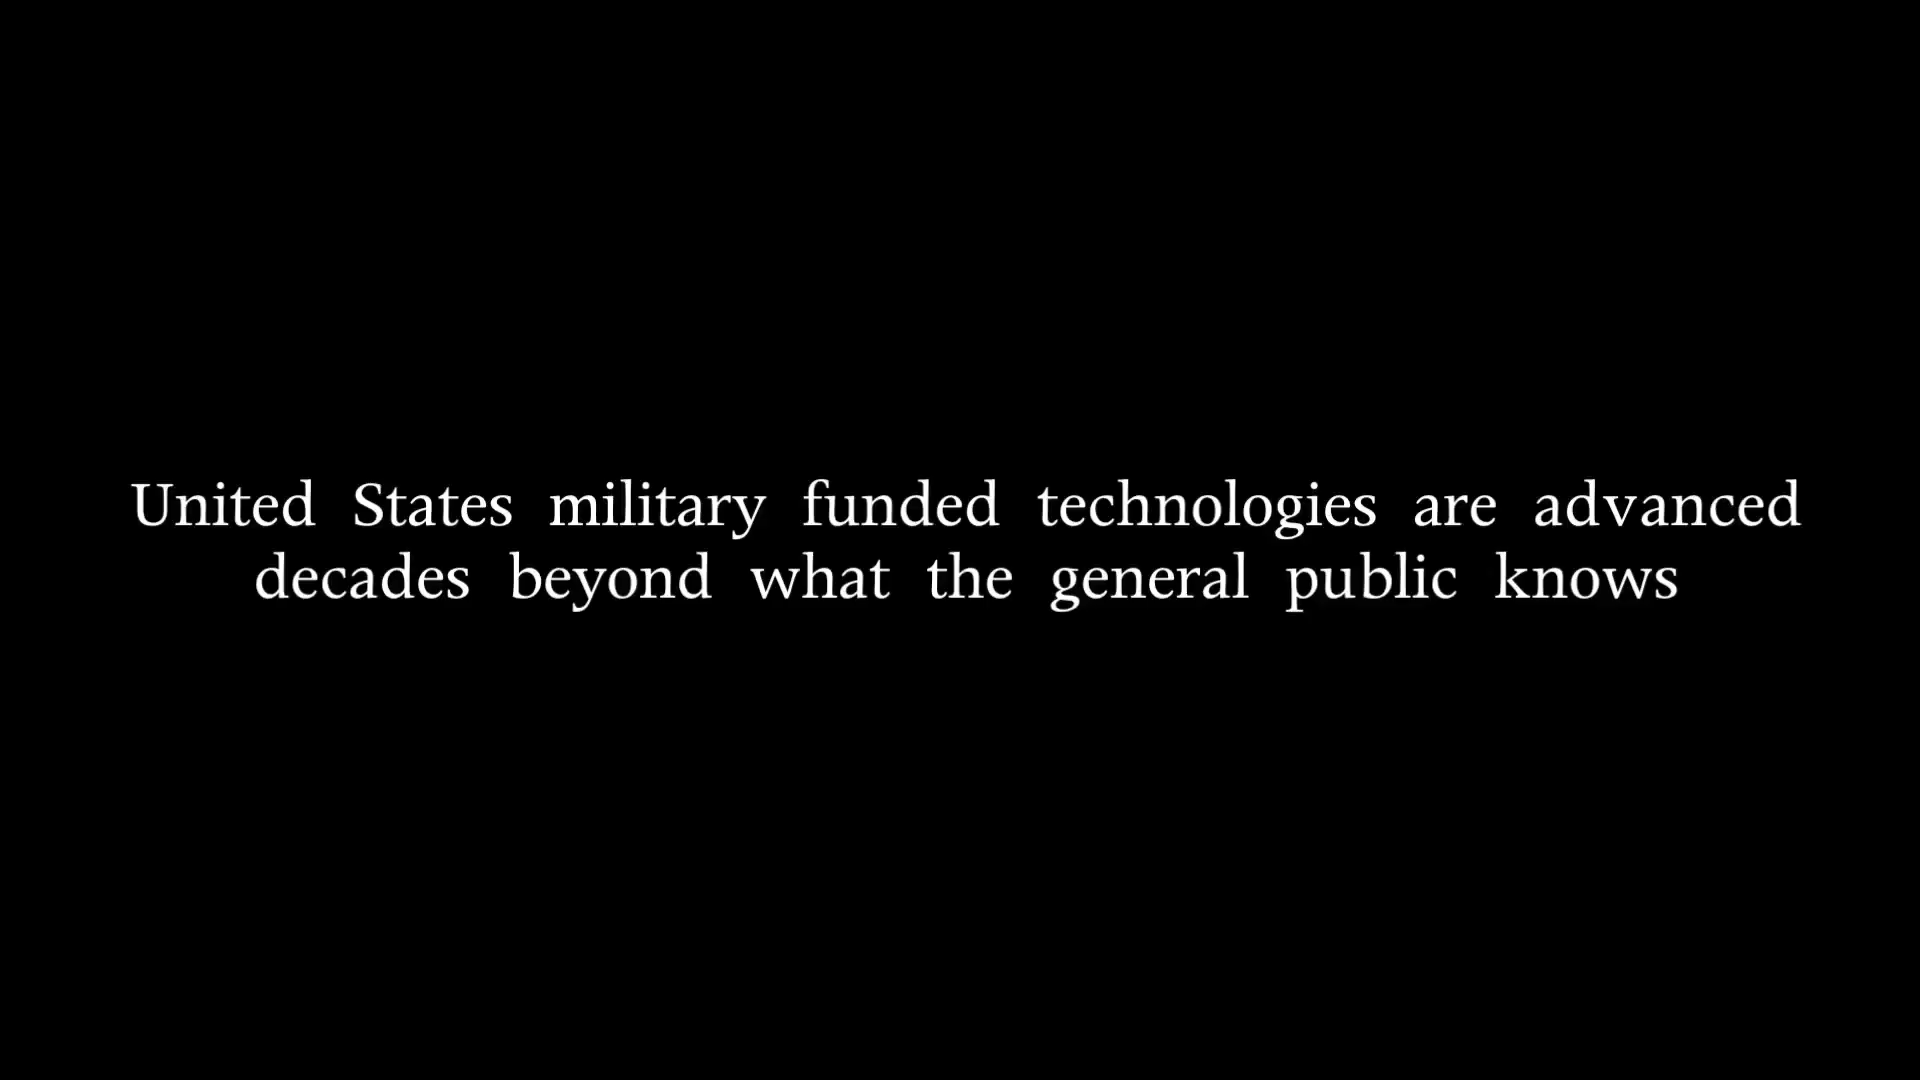 United States military funded technologies are advanced
decades beyond what the general public knows